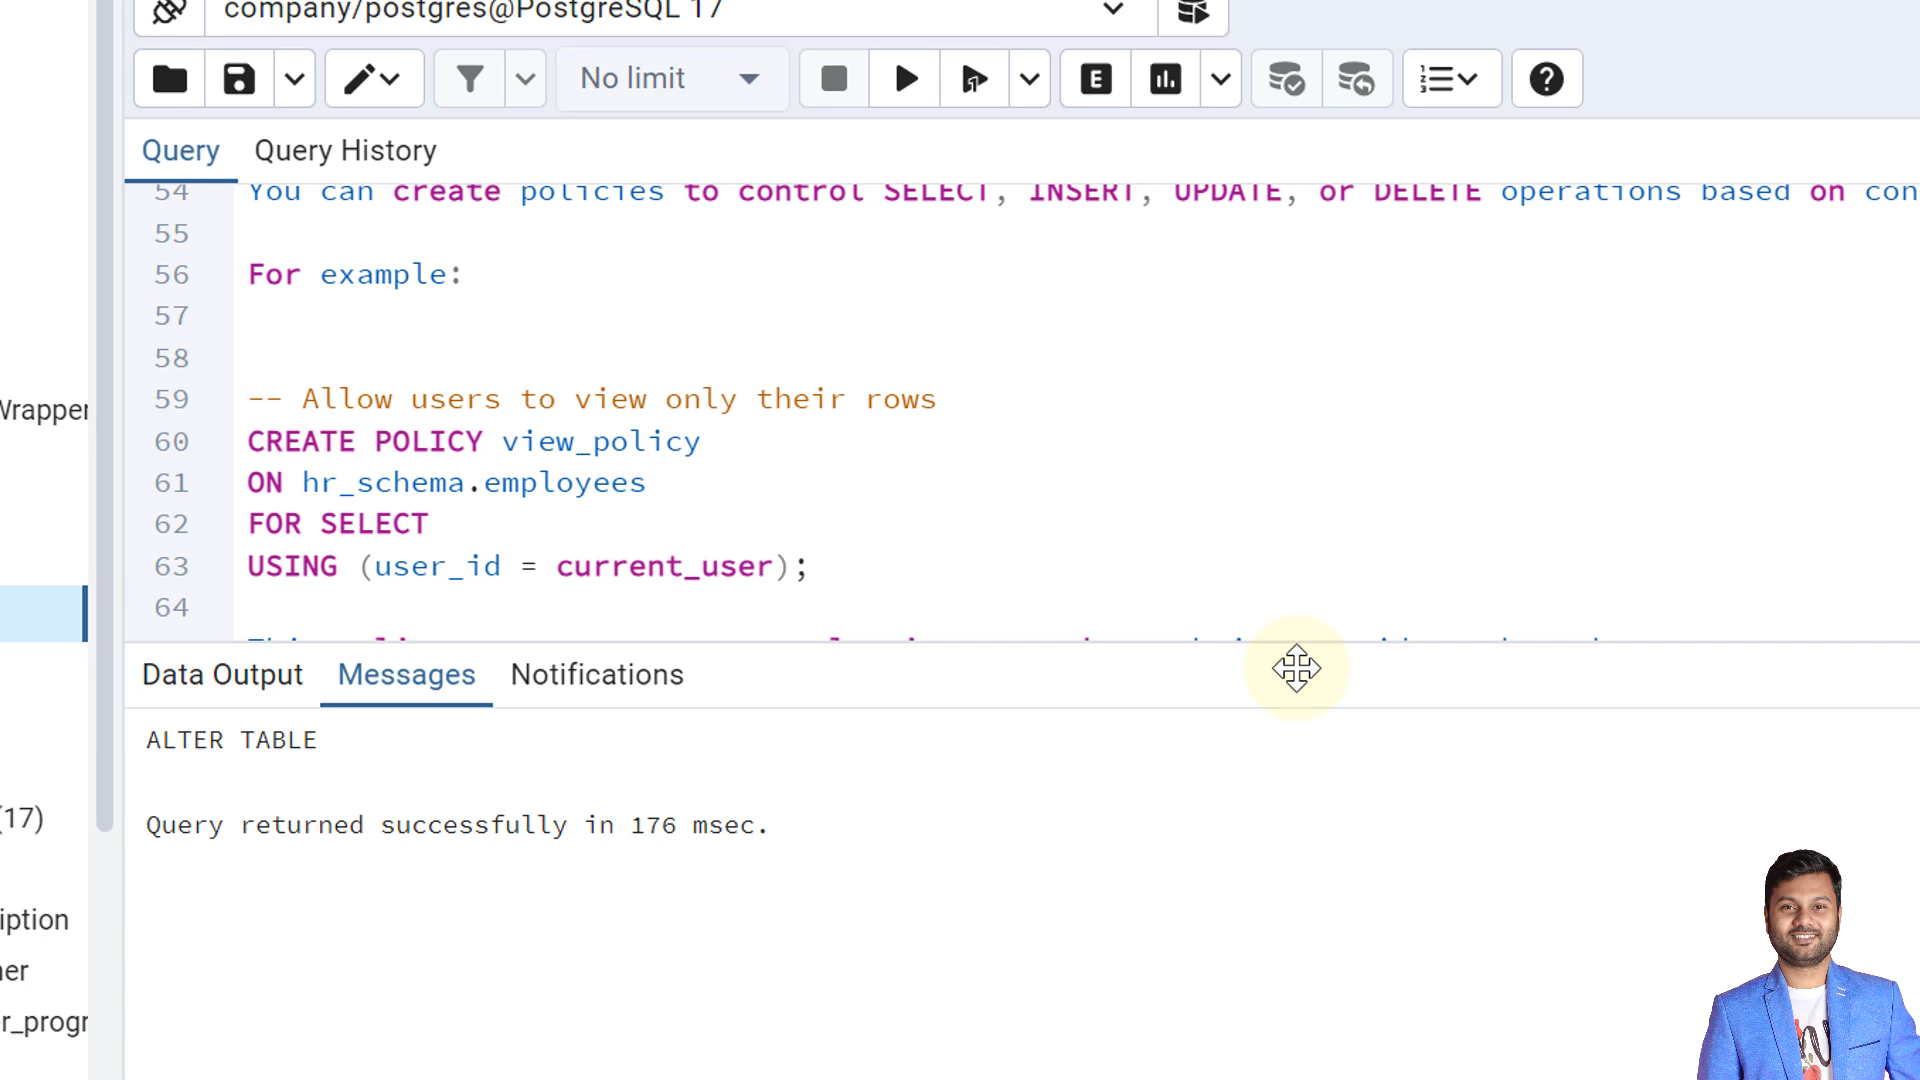 company/postgres@PostgreSQL 17
No limit
E
Query Query History
54 You can create policies to control SELECT, INSERT, UPDATE, or DELETE operations based on con
55
56 For example:
57
58
59 -- Allow users to view only their rows
60 CREATE POLICY view_policy
61 ON hr_schema.employees
62 FOR SELECT
63 USING (user_id = current_user);
64
Data Output Messages Notifications
ALTER TABLE
Query returned successfully in 176 msec.
Wrapper
(17)
iption
ner
r_progr